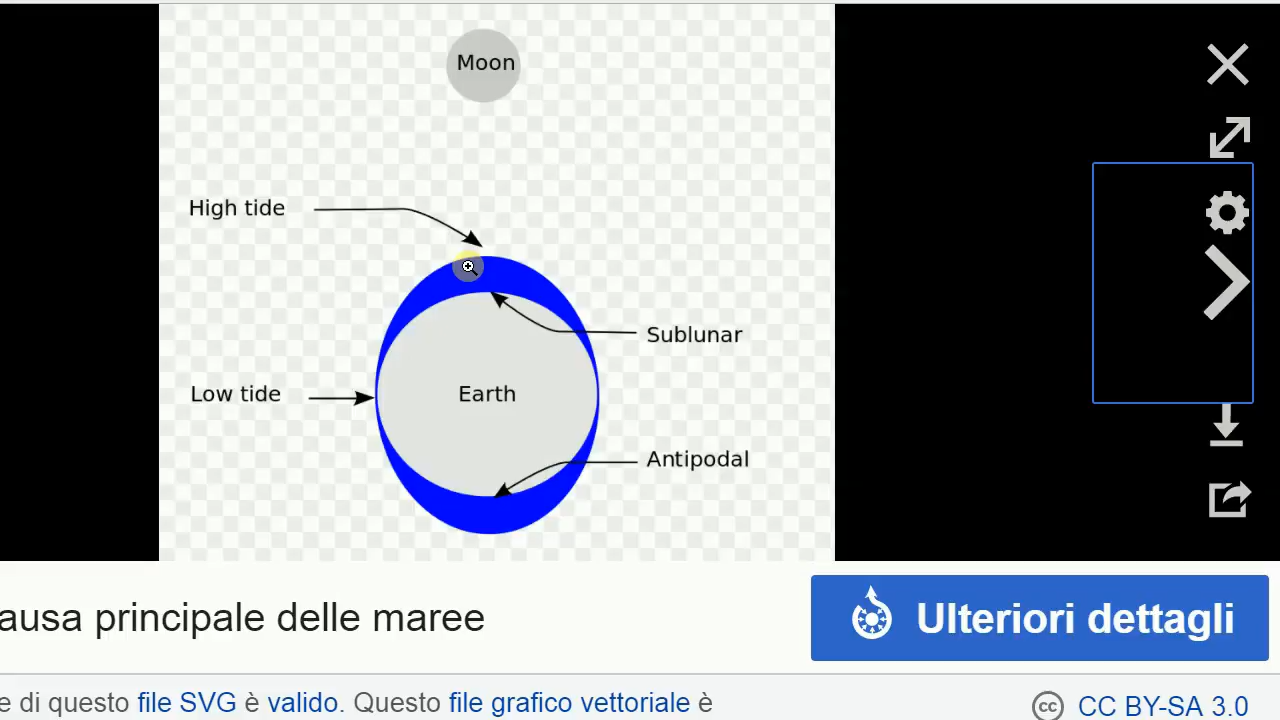 Moon
High tide
Sublunar
Low tide
Earth
Antipodal
ausa principale delle maree
Ulteriori dettagli
e di questo file SVG è valido. Questo file grafico vettoriale è
cc CC BY-SA 3.0